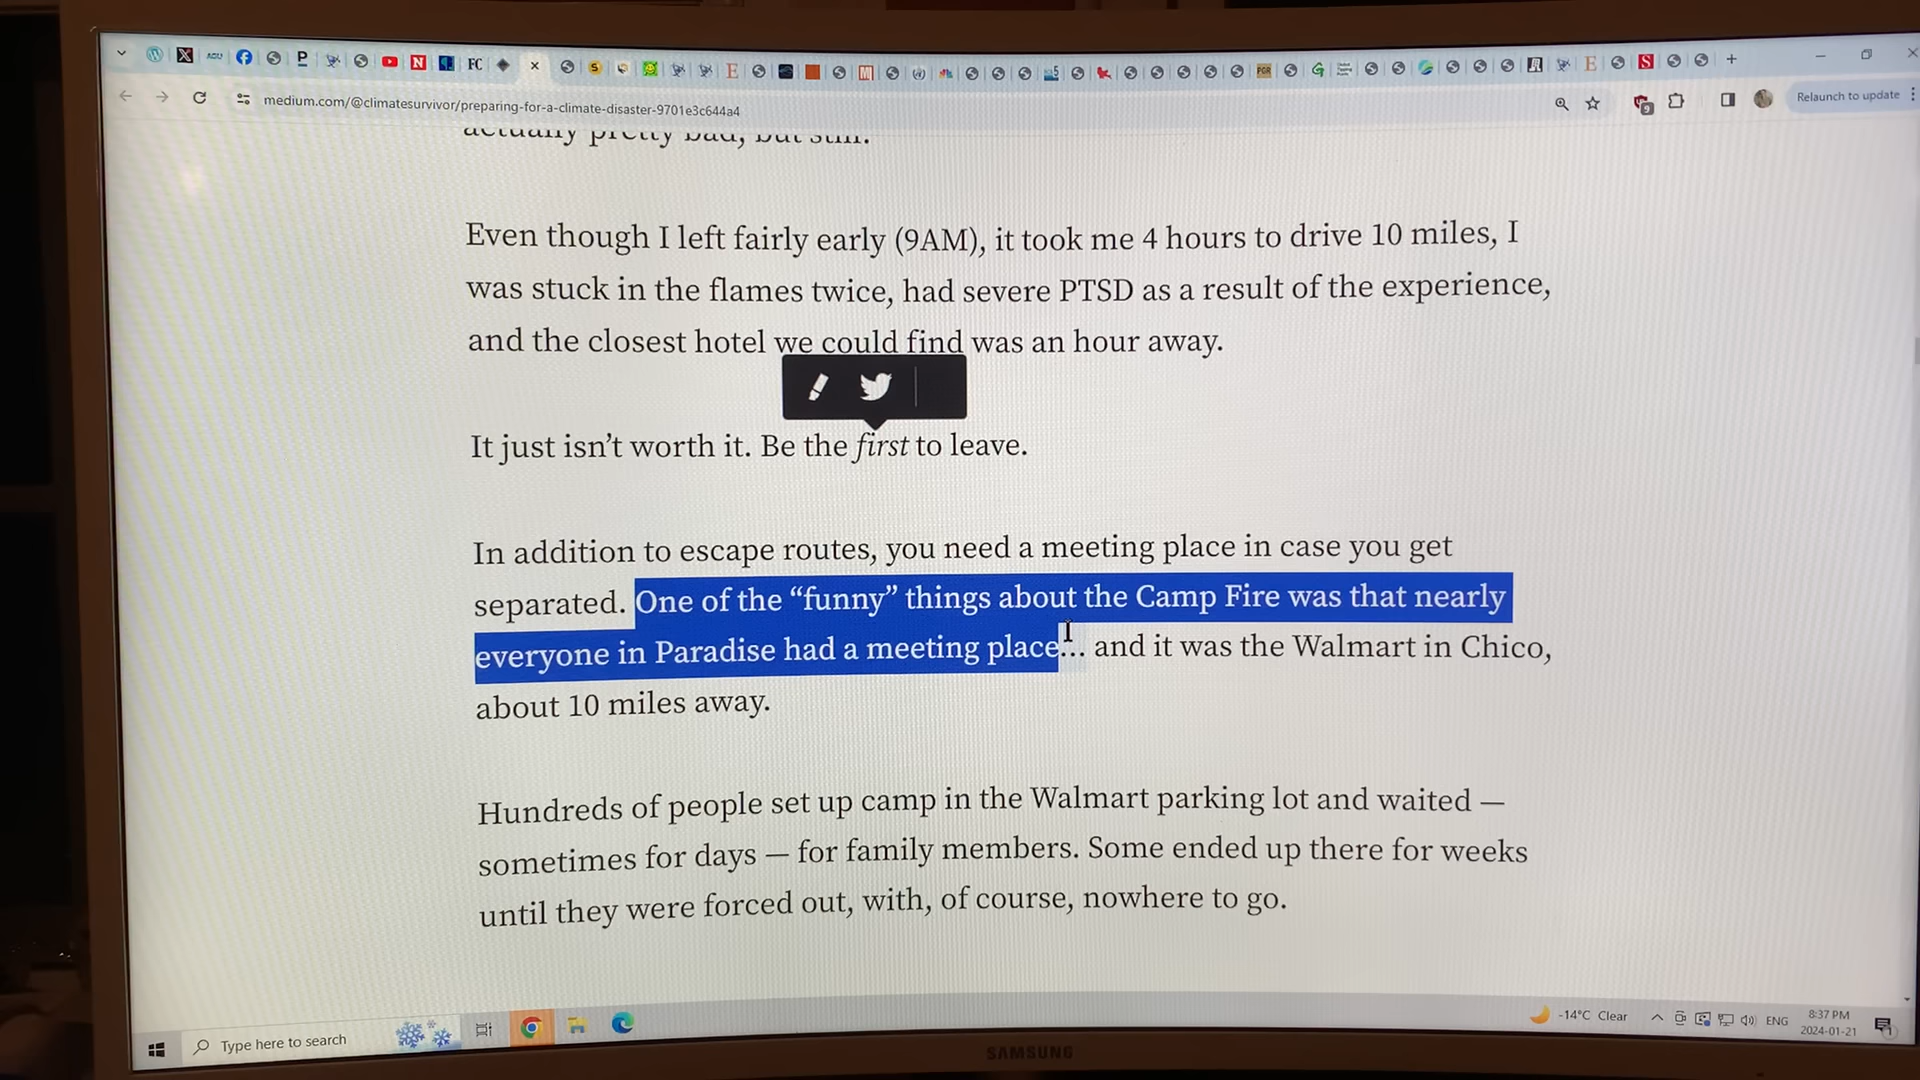 FC
medium.com/@climatesurvivor/preparing-for-a-climate-disaster-9701e3c644a4
Relaunch to update
actually pretty bad, but still.
Even though I left fairly early (9AM), it took me 4 hours to drive 10 miles, I
was stuck in the flames twice, had severe PTSD as a result of the experience,
and the closest hotel we could find was an hour away.
It just isn’t worth it. Be the first to leave.
In addition to escape routes, you need a meeting place in case you get
separated. One of the “funny” things about the Camp Fire was that nearly
everyone in Paradise had a meeting place… and it was the Walmart in Chico,
about 10 miles away.
Hundreds of people set up camp in the Walmart parking lot and waited —
sometimes for days — for family members. Some ended up there for weeks
until they were forced out, with, of course, nowhere to go.
Type here to search
-14°C Clear
ENG
8:37 PM
2024-01-21
SAMSUNG